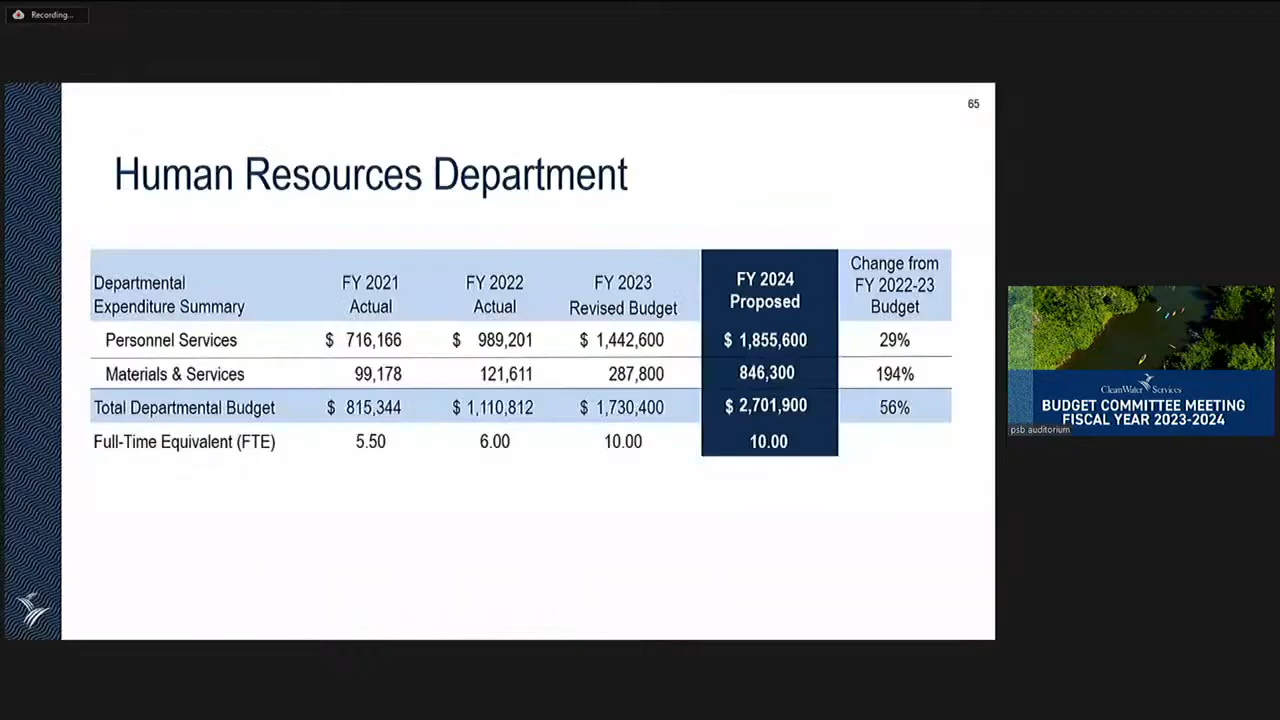 Recording...
65
Human Resources Department
Departmental Expenditure Summary
FY 2021 Actual
FY 2022 Actual
FY 2023 Revised Budget
FY 2024 Proposed
Change from FY 2022-23 Budget
Personnel Services $ 716,166 $ 989,201 $ 1,442,600 $ 1,855,600 29%
Materials & Services 99,178 121,611 287,800 846,300 194%
Total Departmental Budget $ 815,344 $ 1,110,812 $ 1,730,400 $ 2,701,900 56%
Full-Time Equivalent (FTE) 5.50 6.00 10.00 10.00
CleanWater Services
BUDGET COMMITTEE MEETING
FISCAL YEAR 2023-2024
psb auditorium